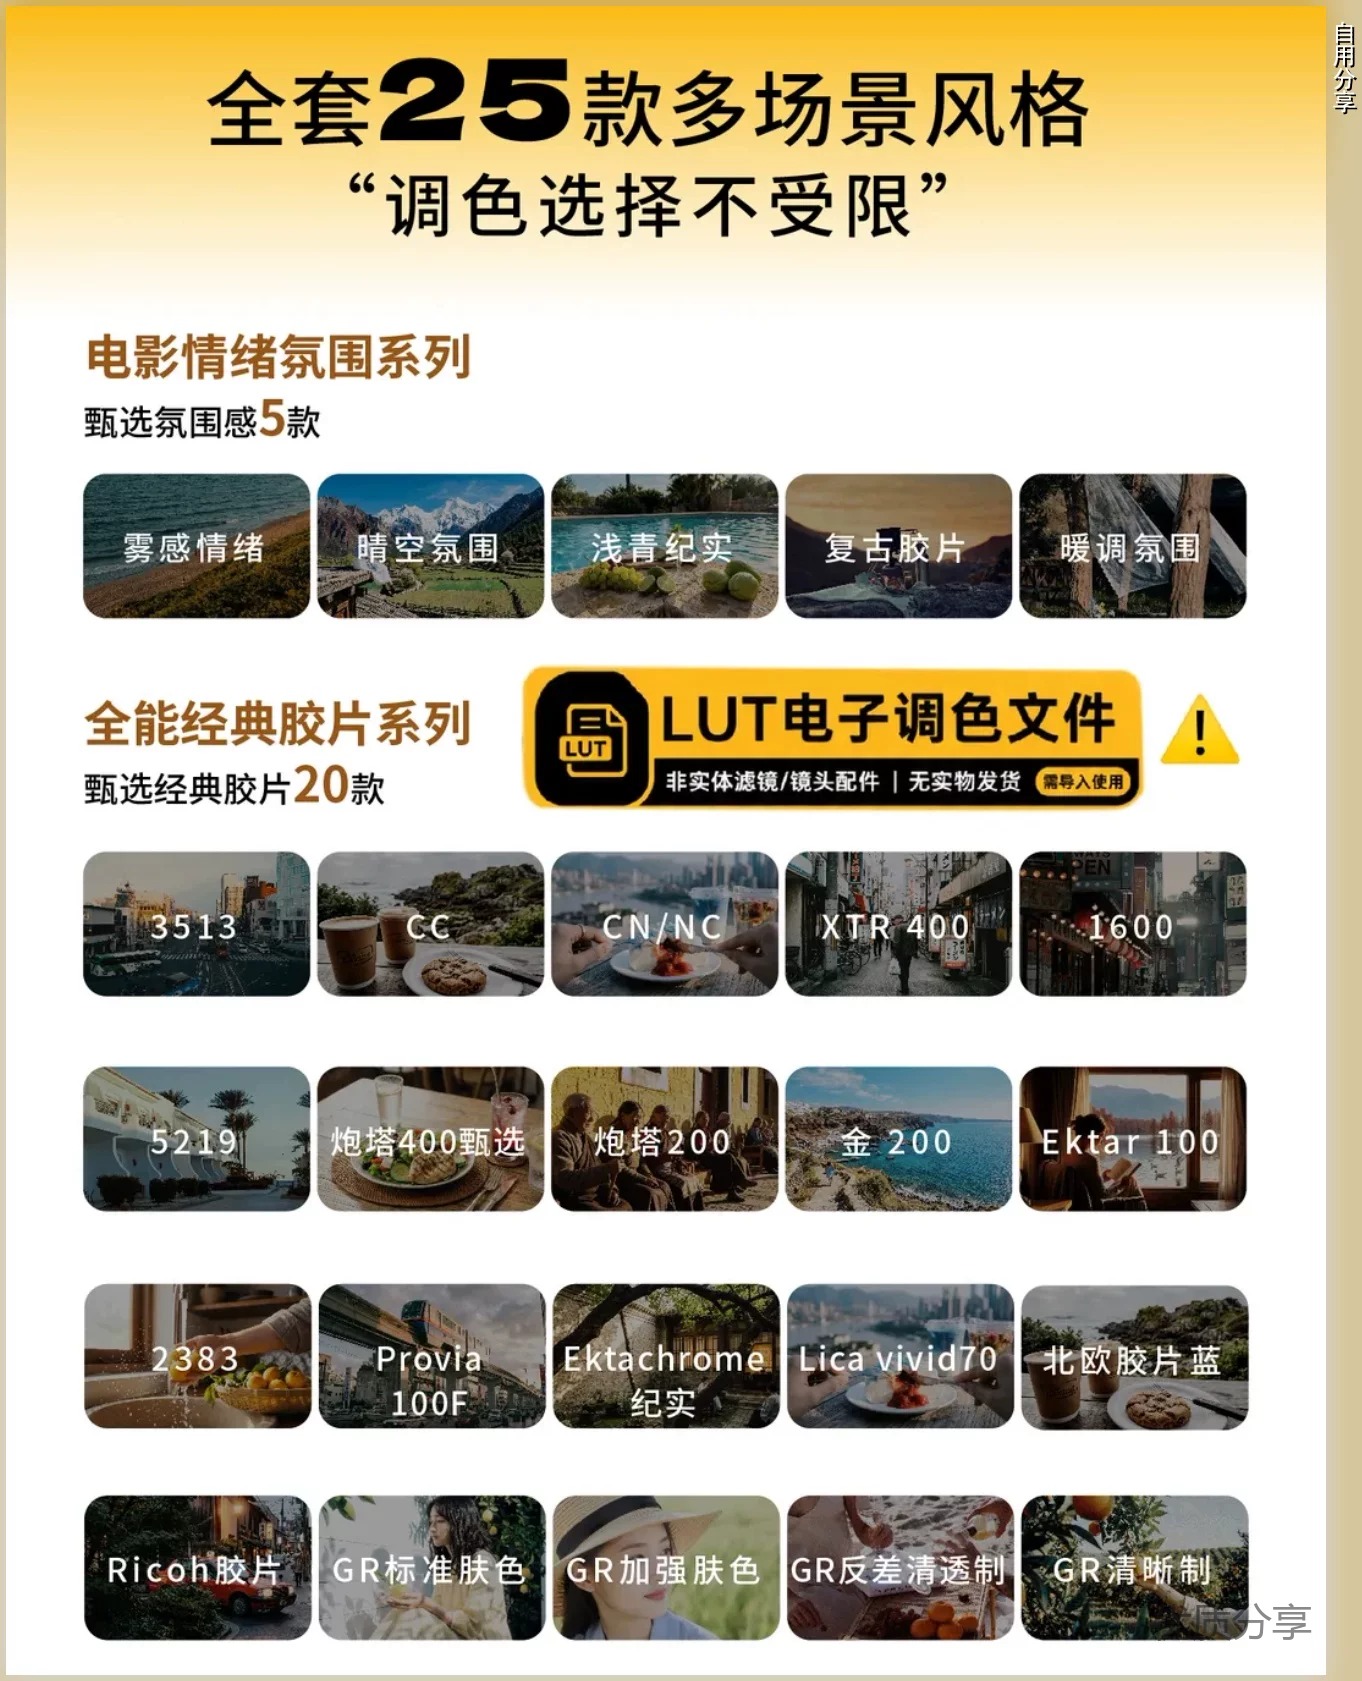 全套25款多场景风格
“调色选择不受限”
自用分享
电影情绪氛围系列
甄选氛围感5款
雾感情绪
晴空氛围
浅青纪实
复古胶片
暖调氛围
全能经典胶片系列
甄选经典胶片20款
LUT
LUT电子调色文件
非实体滤镜/镜头配件 | 无实物发货 需导入使用
3513
CC
CN/NC
XTR 400
1600
5219
炮塔400甄选
炮塔200
金 200
Ektar 100
2383
Provia
100F
Ektachrome
纪实
Lica vivid70
北欧胶片蓝
Ricoh胶片
GR标准肤色
GR加强肤色
GR反差清透制
GR清晰制
质分享